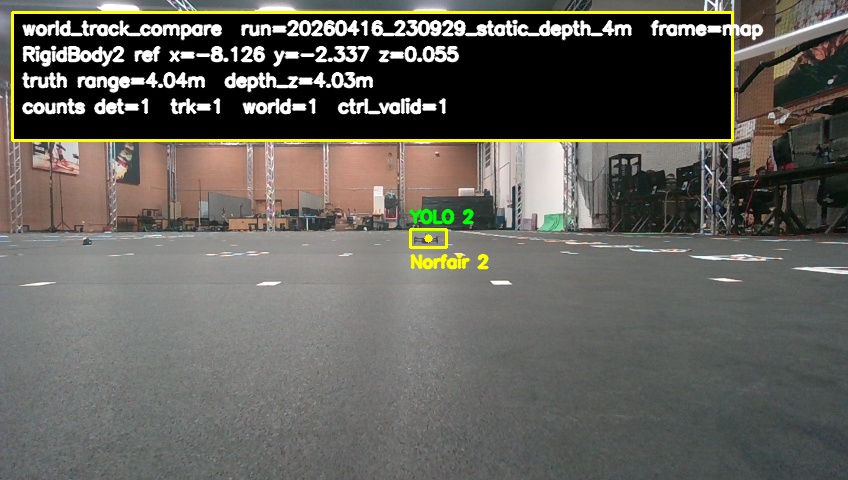 world_track_compare run=20260416_230929_static_depth_4m frame=map
RigidBody2 ref x=-8.126 y=-2.337 z=0.055
truth range=4.04m depth_z=4.03m
counts det=1 trk=1 world=1 ctrl_valid=1
YOLO 2
Norfair 2